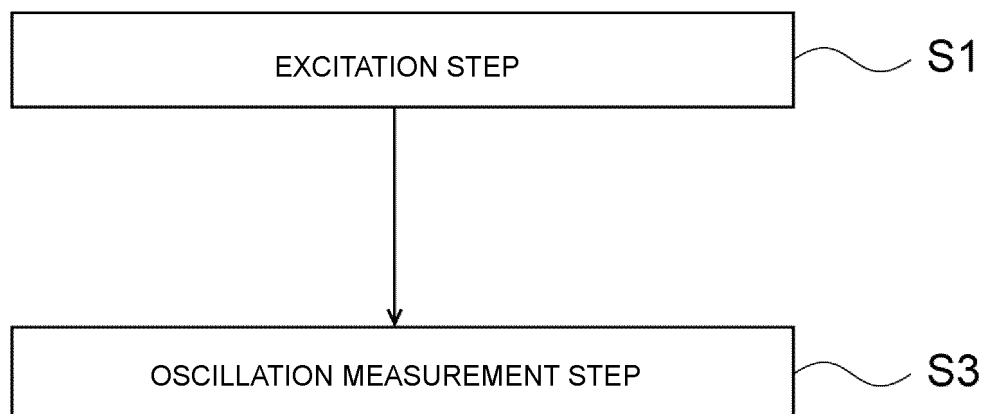 EXCITATION STEP S1
OSCILLATION MEASUREMENT STEP S3